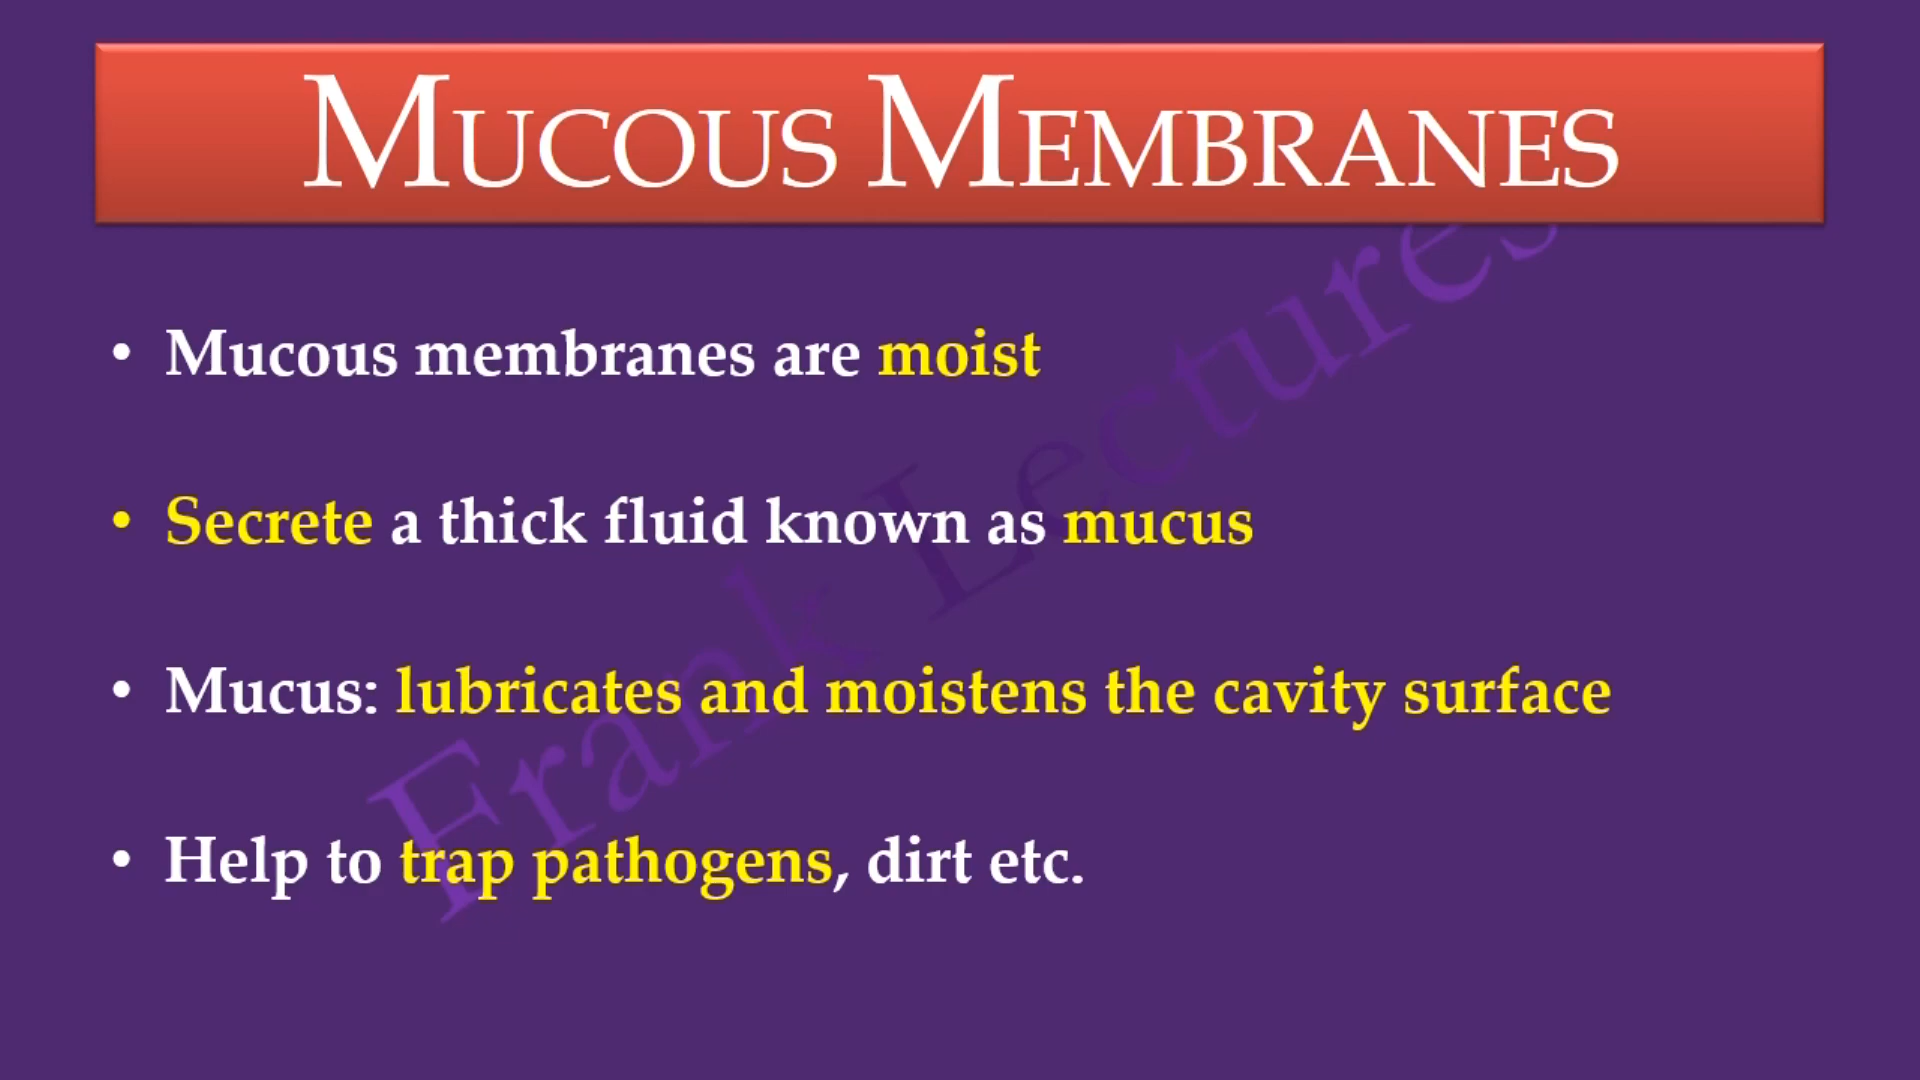 MUCOUS MEMBRANES
• Mucous membranes are moist
• Secrete a thick fluid known as mucus
• Mucus: lubricates and moistens the cavity surface
• Help to trap pathogens, dirt etc.
Frank Lectures